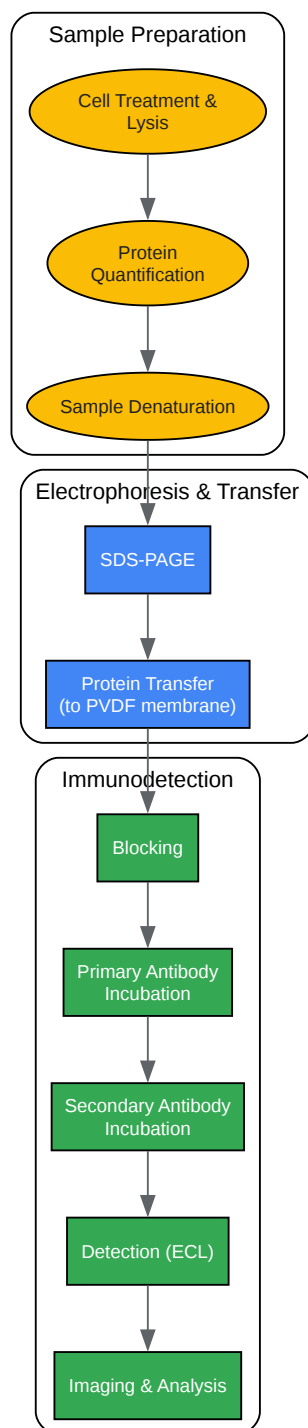 Sample Preparation
Cell Treatment &
Lysis
Protein
Quantification
Sample Denaturation
Electrophoresis & Transfer
SDS-PAGE
Protein Transfer
(to PVDF membrane)
Immunodetection
Blocking
Primary Antibody
Incubation
Secondary Antibody
Incubation
Detection (ECL)
Imaging & Analysis